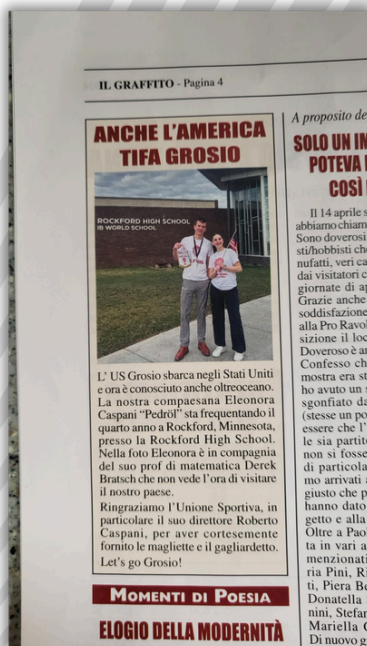 IL GRAFFITO - Pagina 4
ANCHE L'AMERICA
TIFA GROSIO
ROCKFORD HIGH SCHOOL
IB WORLD SCHOOL
L' US Grosio sbarca negli Stati Uniti
e ora è conosciuto anche oltreoceano.
La nostra compaesana Eleonora
Caspani "Pedröl" sta frequentando il
quarto anno a Rockford, Minnesota,
presso la Rockford High School.
Nella foto Eleonora è in compagnia
del suo prof di matematica Derek
Bratsch che non vede l'ora di visitare
il nostro paese.
Ringraziamo l'Unione Sportiva, in
particolare il suo direttore Roberto
Caspani, per aver cortesemente
fornito le magliette e il gagliardetto.
Let's go Grosio!
MOMENTI DI POESIA
ELOGIO DELLA MODERNITÀ
A proposito de
SOLO UN IM
POTEVA
COSÌ
Il 14 aprile s
abbiamo chiam
Sono doverosi
sti/hobbisti ch
nufatti, veri ca
dai visitatori c
giornate di ap
Grazie anche
soddisfazione
alla Pro Ravol
sizione il loc
Doveroso è an
Confesso ch
mostra era st
ho avuto un
sgonfiato da
(stesse un po
essere che l'
le sia partit
non si fosse
di particola
mo arrivati a
giusto che p
hanno dato
getto e alla
Oltre a Pao
ta in vari a
menzionati
ria Pini, Ri
ti, Piera Be
Donatella
nini, Stefan
Mariella C
Di nuovo g